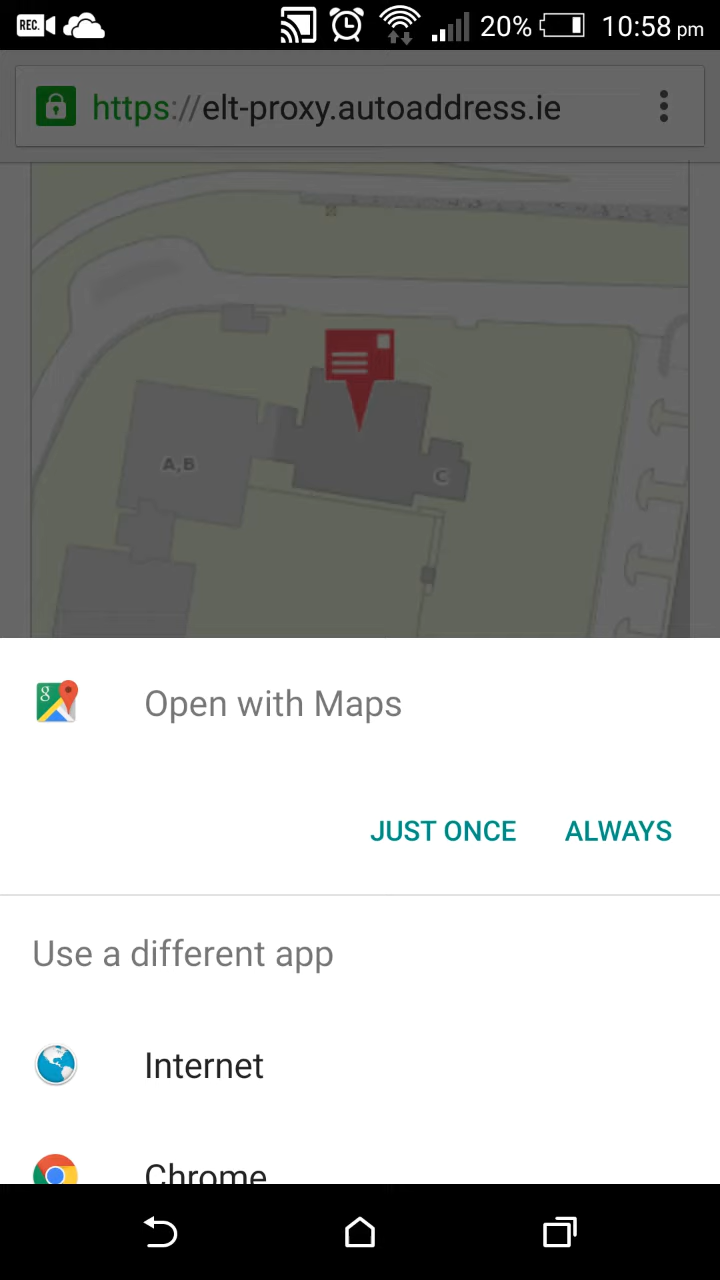 REC.
20%
10:58 pm
https://elt-proxy.autoaddress.ie
A,B
C
g
Open with Maps
JUST ONCE
ALWAYS
Use a different app
Internet
Chrome